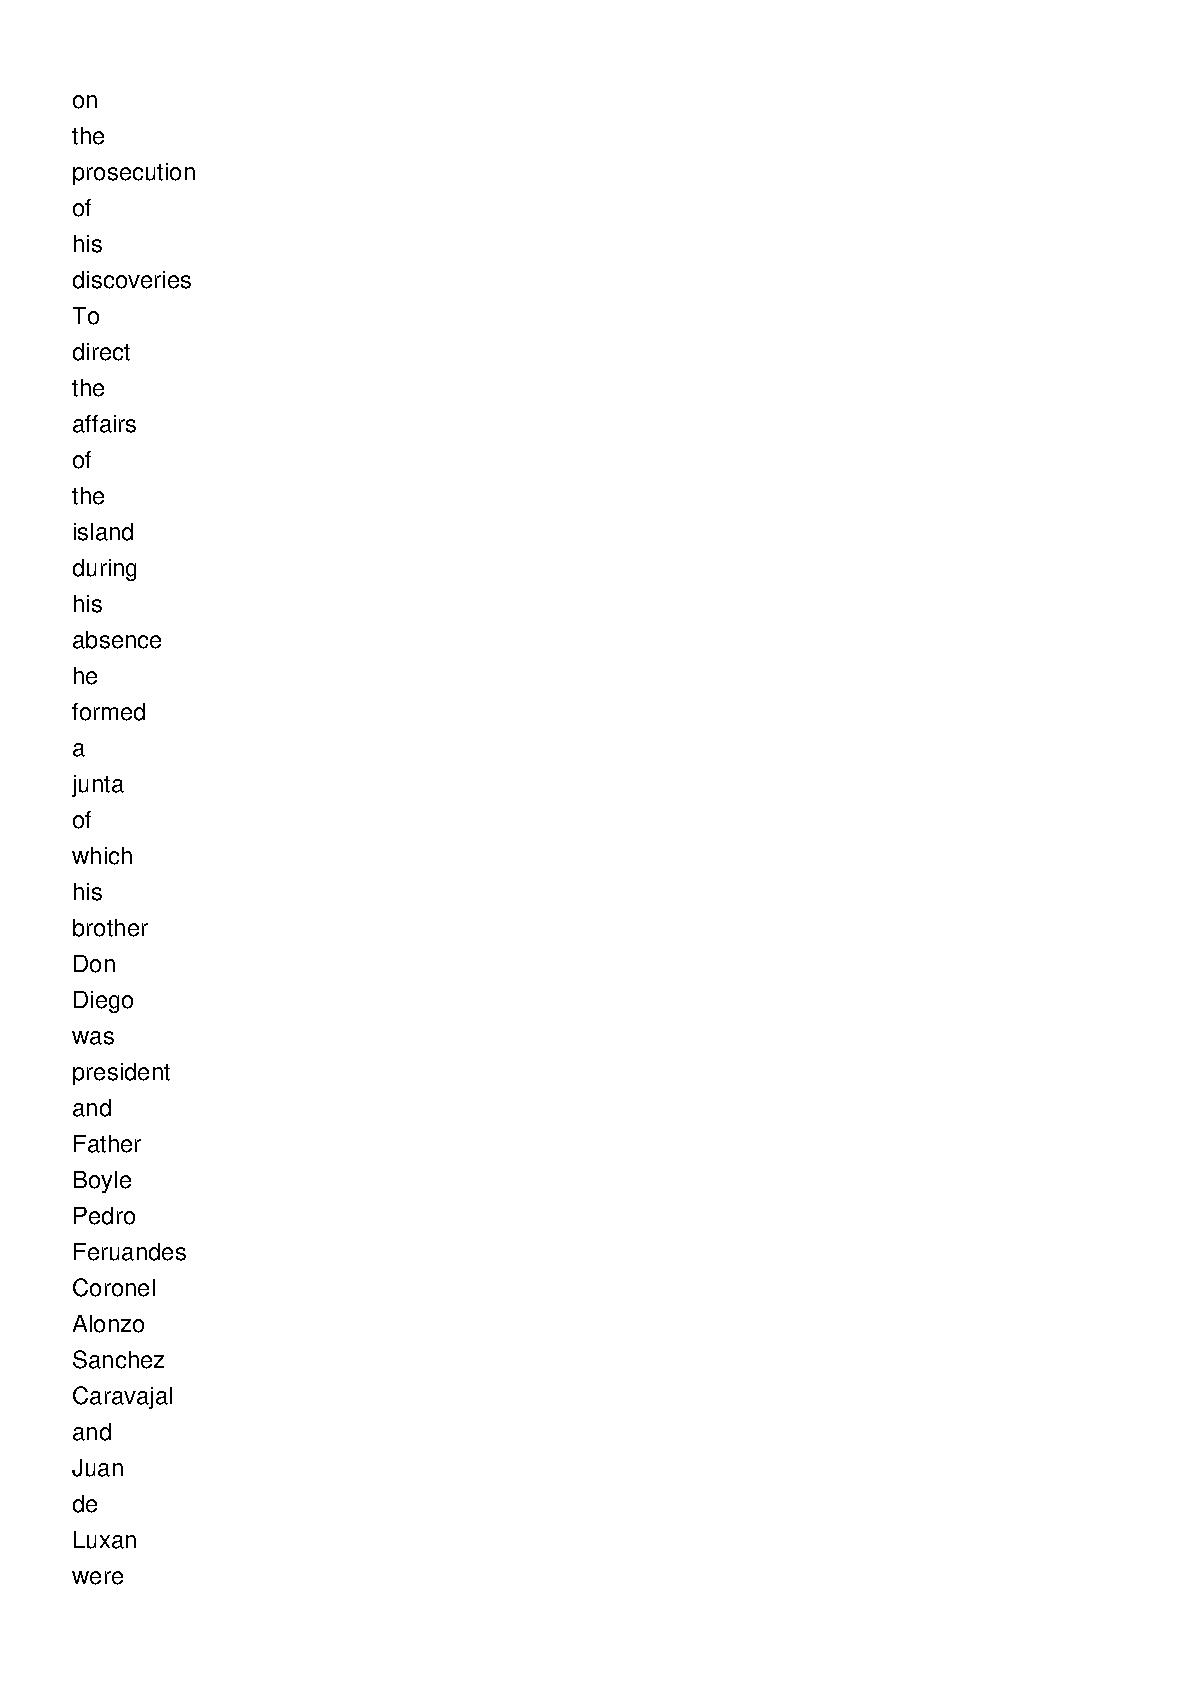 on
the
prosecution
of
his
discoveries
To
direct
the
affairs
of
the
island
during
his
absence
he
formed
a
junta
of
which
his
brother
Don
Diego
was
president
and
Father
Boyle
Pedro
Feruandes
Coronel
Alonzo
Sanchez
Caravajal
and
Juan
de
Luxan
were